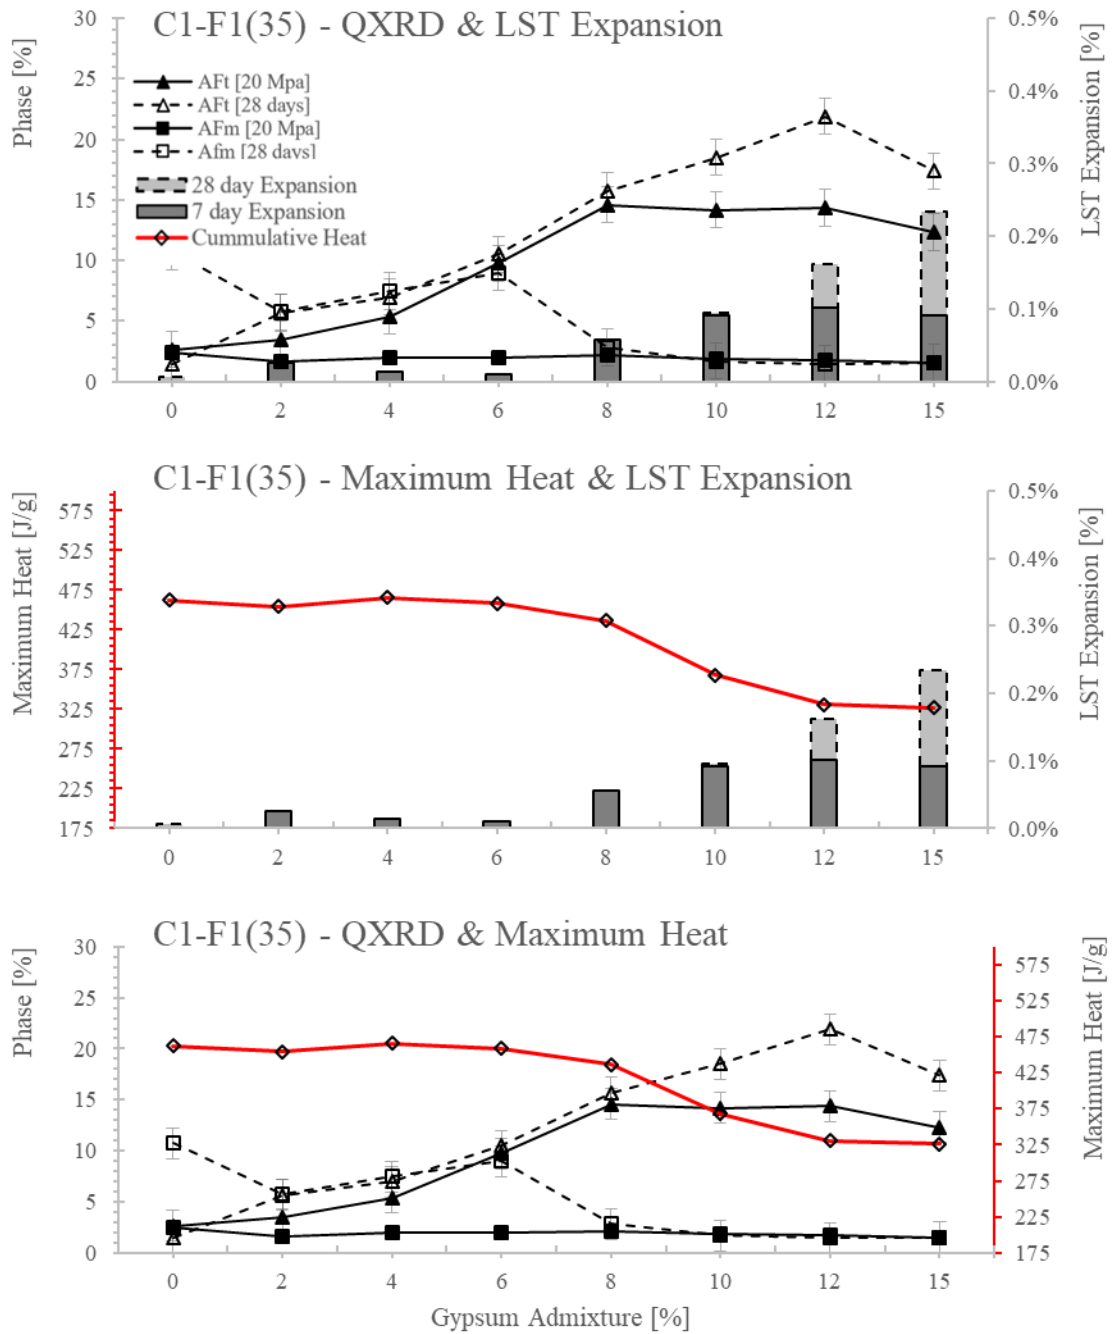 C1-F1(35) - QXRD & LST Expansion
Phase [%]
LST Expansion [%]
30
25
20
15
10
5
0
0.5%
0.4%
0.3%
0.2%
0.1%
0.0%
AFt [20 Mpa]
AFt [28 days]
AFm [20 Mpa]
Afm [28 days]
28 day Expansion
7 day Expansion
Cummulative Heat
0 2 4 6 8 10 12 15
C1-F1(35) - Maximum Heat & LST Expansion
Maximum Heat [J/g]
LST Expansion [%]
575
525
475
425
375
325
275
225
175
0.5%
0.4%
0.3%
0.2%
0.1%
0.0%
0 2 4 6 8 10 12 15
C1-F1(35) - QXRD & Maximum Heat
Phase [%]
Maximum Heat [J/g]
30
25
20
15
10
5
0
575
525
475
425
375
325
275
225
175
0 2 4 6 8 10 12 15
Gypsum Admixture [%]